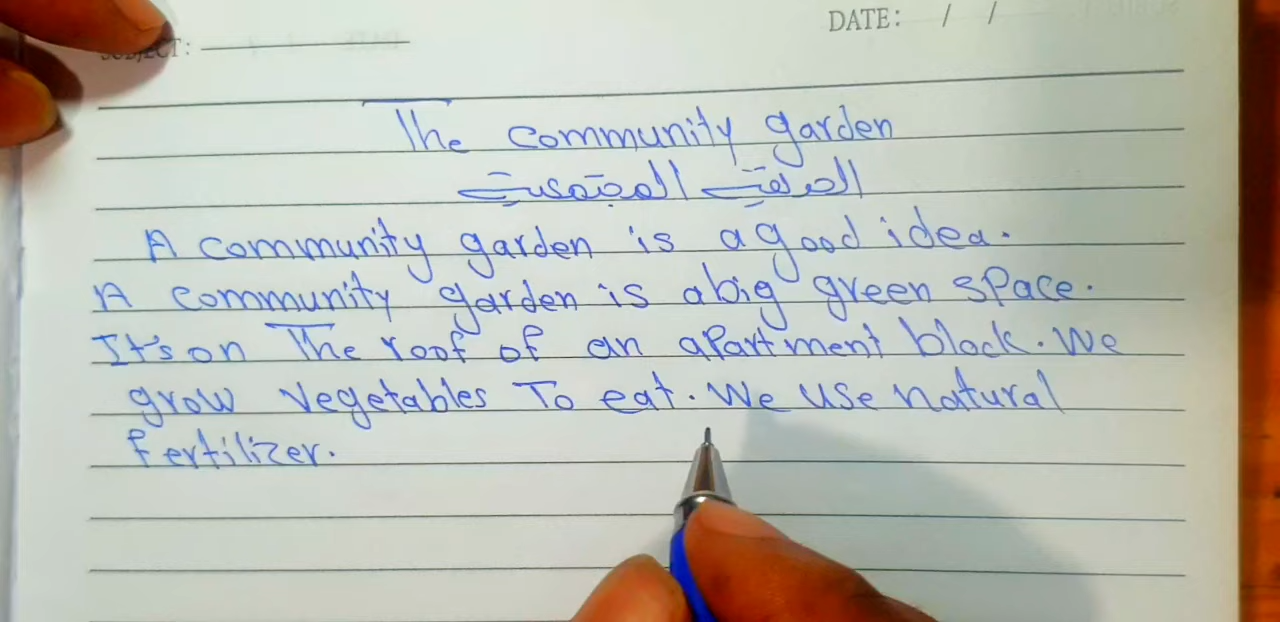 SUBJECT:
DATE: / /
The community garden
الحديقة المجتمعية
A community garden is a good idea.
A community garden is a big green space.
It's on The roof of an apartment block. We
grow vegetables To eat. We use natural
fertilizer.